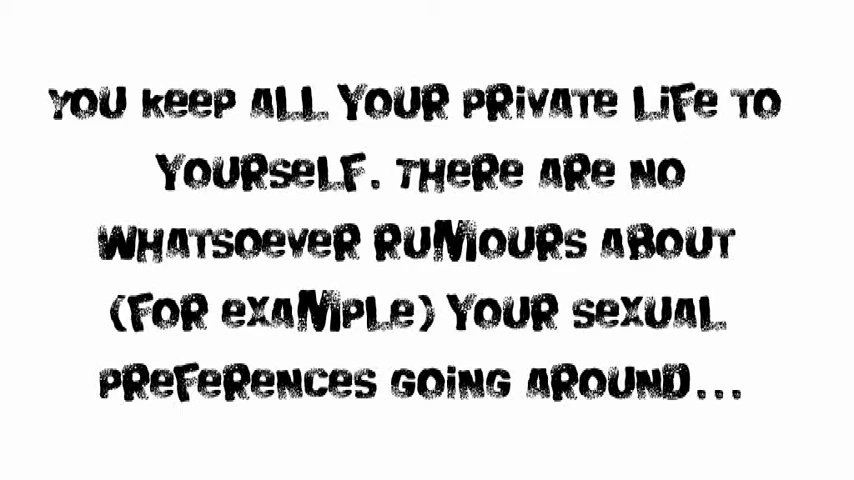 YOU KEEP ALL YOUR PRIVATE LIFE TO
YOURSELF. THERE ARE NO
WHATSOEVER RUMOURS ABOUT
(FOR EXAMPLE) YOUR SEXUAL
PREFERENCES GOING AROUND...